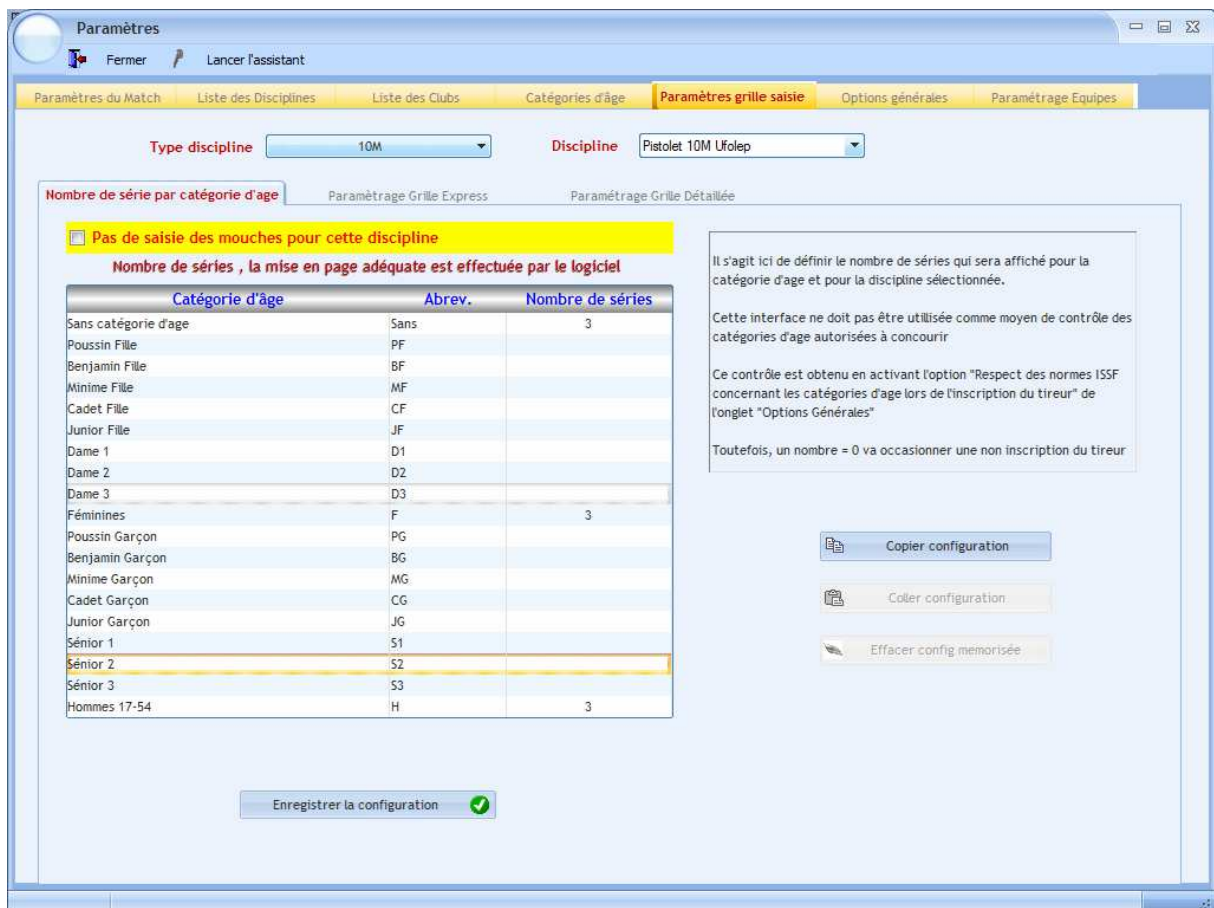 Paramètres
Fermer Lancer l'assistant
Paramètres du Match Liste des Disciplines Liste des Clubs Catégories d'âge Paramètres grille saisie Options générales Paramétrage Equipes
Type discipline 10M Discipline Pistolet 10M Ufolep
Nombre de série par catégorie d'age Paramètrage Grille Express Paramétrage Grille Détaillée
Pas de saisie des mouches pour cette discipline
Nombre de séries , la mise en page adéquate est effectuée par le logiciel
Catégorie d'âge Abrev. Nombre de séries
Sans catégorie d'age Sans 3
Poussin Fille PF
Benjamin Fille BF
Minime Fille MF
Cadet Fille CF
Junior Fille JF
Dame 1 D1
Dame 2 D2
Dame 3 D3
Féminines F 3
Poussin Garçon PG
Benjamin Garçon BG
Minime Garçon MG
Cadet Garçon CG
Junior Garçon JG
Sénior 1 S1
Sénior 2 S2
Sénior 3 S3
Hommes 17-54 H 3
Il s'agit ici de définir le nombre de séries qui sera affiché pour la
catégorie d'age et pour la discipline sélectionnée.
Cette interface ne doit pas être utillisée comme moyen de contrôle des
catégories d'age autorisées à concourir
Ce contrôle est obtenu en activant l'option "Respect des normes ISSF
concernant les catégories d'age lors de l'inscription du tireur" de
l'onglet "Options Générales"
Toutefois, un nombre = 0 va occasionner une non inscription du tireur
Copier configuration
Coller configuration
Effacer config memorisée
Enregistrer la configuration